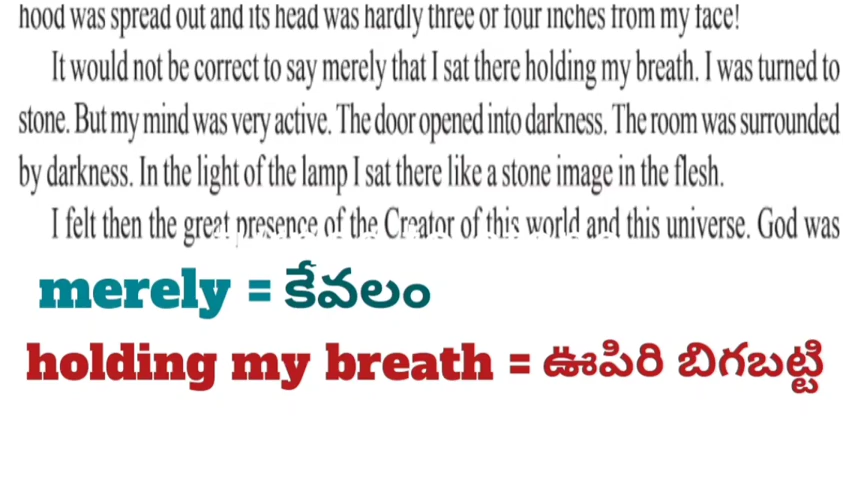 hood was spread out and its head was hardly three or four inches from my face!
It would not be correct to say merely that I sat there holding my breath. I was turned to
stone. But my mind was very active. The door opened into darkness. The room was surrounded
by darkness. In the light of the lamp I sat there like a stone image in the flesh.
I felt then the great presence of the Creator of this world and this universe. God was
merely = కేవలం
holding my breath = ఊపిరి బిగబట్టి